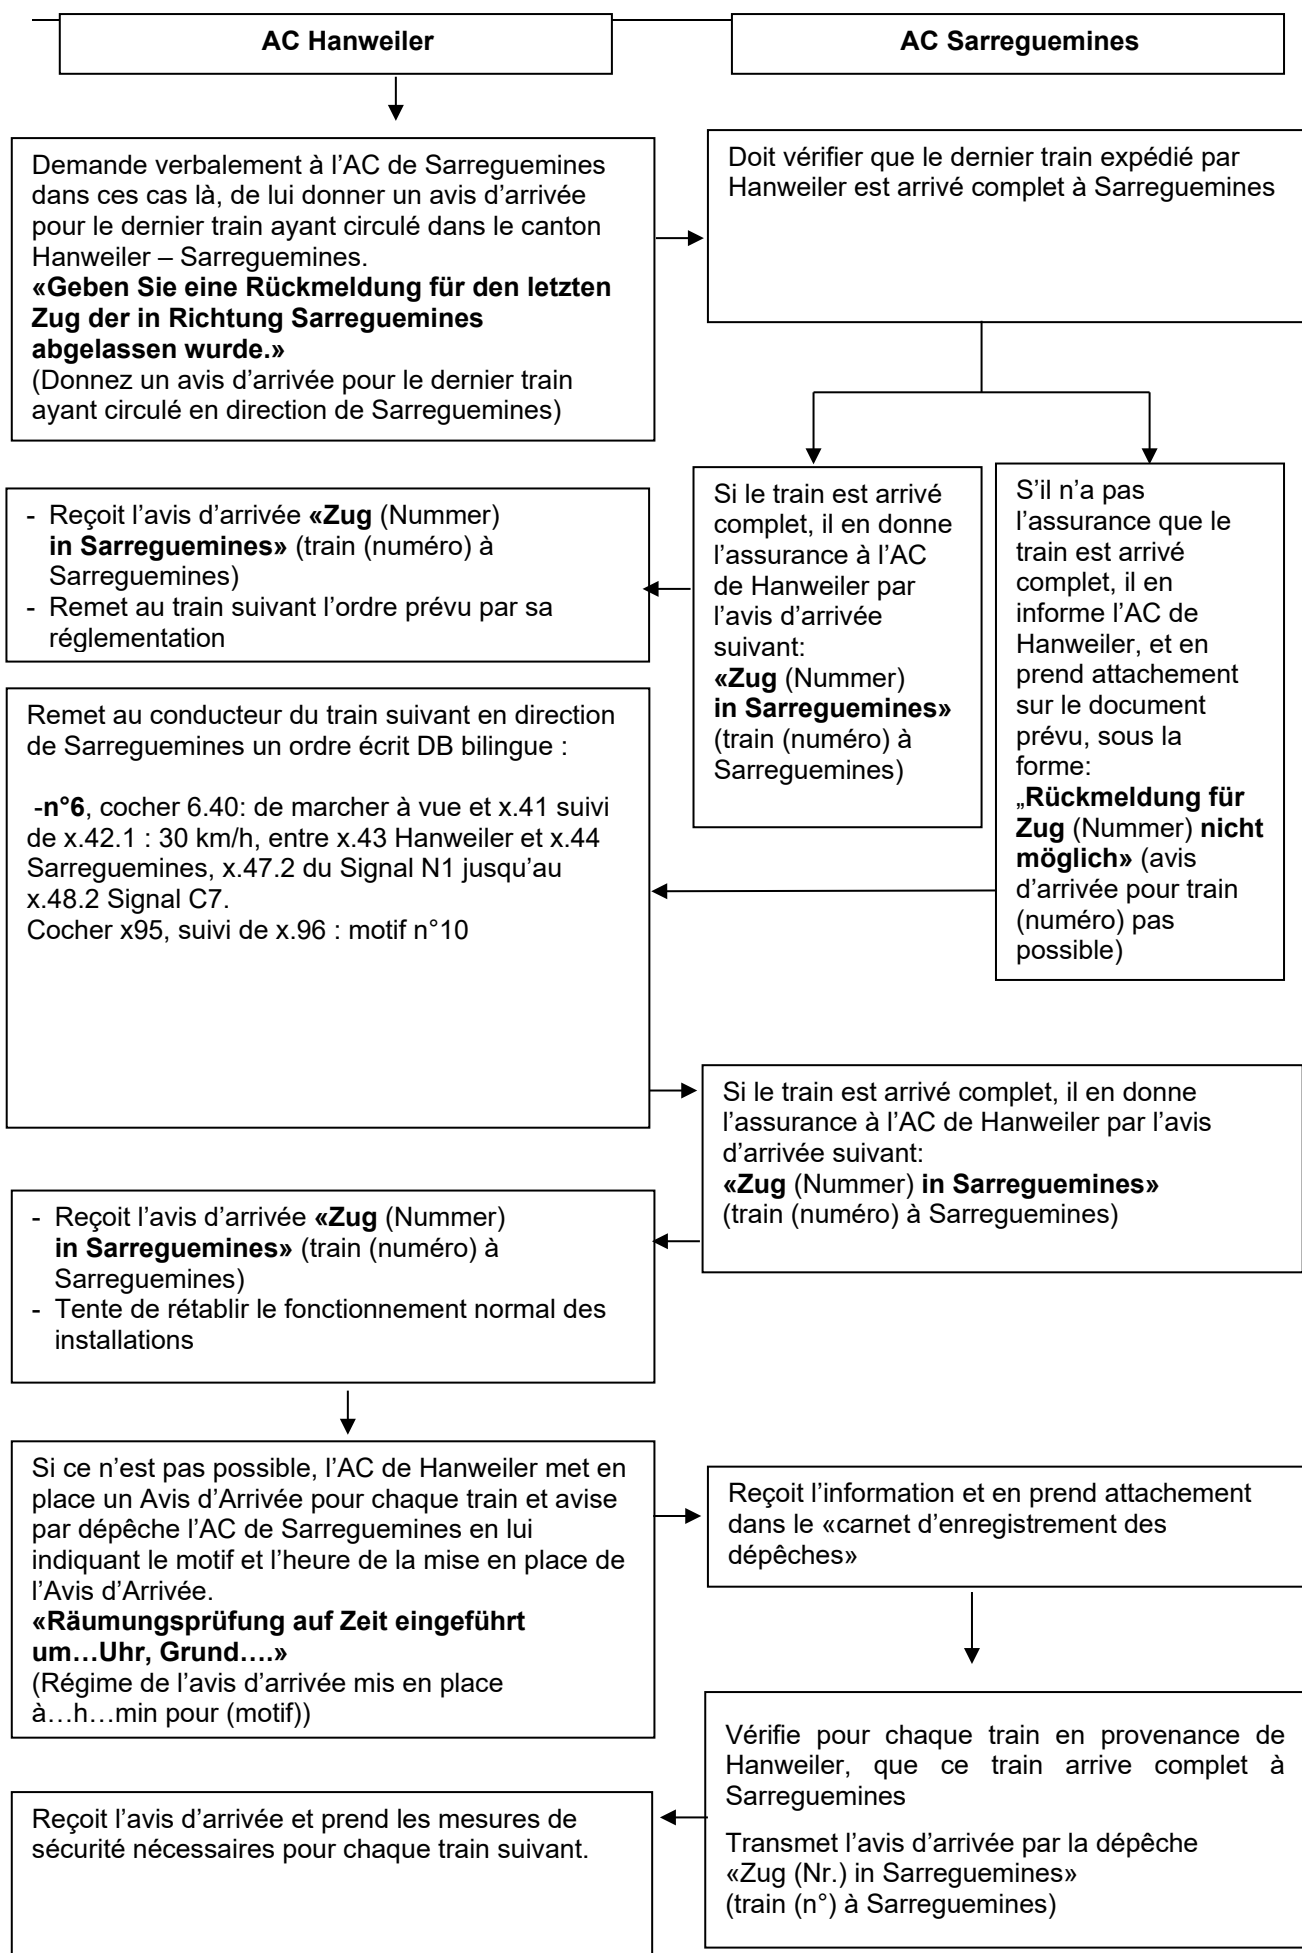 AC Hanweiler
AC Sarreguemines
Demande verbalement à l’AC de Sarreguemines
dans ces cas là, de lui donner un avis d’arrivée
pour le dernier train ayant circulé dans le canton
Hanweiler – Sarreguemines.
«Geben Sie eine Rückmeldung für den letzten
Zug der in Richtung Sarreguemines
abgelassen wurde.»
(Donnez un avis d’arrivée pour le dernier train
ayant circulé en direction de Sarreguemines)
Doit vérifier que le dernier train expédié par
Hanweiler est arrivé complet à Sarreguemines
Si le train est arrivé
complet, il en donne
l’assurance à l’AC
de Hanweiler par
l’avis d’arrivée
suivant:
«Zug (Nummer)
in Sarreguemines»
(train (numéro) à
Sarreguemines)
S’il n’a pas
l’assurance que le
train est arrivé
complet, il en
informe l’AC de
Hanweiler, et en
prend attachement
sur le document
prévu, sous la
forme:
„Rückmeldung für
Zug (Nummer) nicht
möglich» (avis
d’arrivée pour train
(numéro) pas
possible)
- Reçoit l’avis d’arrivée «Zug (Nummer)
in Sarreguemines» (train (numéro) à
Sarreguemines)
- Remet au train suivant l’ordre prévu par sa
réglementation
Remet au conducteur du train suivant en direction
de Sarreguemines un ordre écrit DB bilingue :
-n°6, cocher 6.40: de marcher à vue et x.41 suivi
de x.42.1 : 30 km/h, entre x.43 Hanweiler et x.44
Sarreguemines, x.47.2 du Signal N1 jusqu’au
x.48.2 Signal C7.
Cocher x95, suivi de x.96 : motif n°10
Si le train est arrivé complet, il en donne
l’assurance à l’AC de Hanweiler par l’avis
d’arrivée suivant:
«Zug (Nummer) in Sarreguemines»
(train (numéro) à Sarreguemines)
- Reçoit l’avis d’arrivée «Zug (Nummer)
in Sarreguemines» (train (numéro) à
Sarreguemines)
- Tente de rétablir le fonctionnement normal des
installations
Si ce n’est pas possible, l’AC de Hanweiler met en
place un Avis d’Arrivée pour chaque train et avise
par dépêche l’AC de Sarreguemines en lui
indiquant le motif et l’heure de la mise en place de
l’Avis d’Arrivée.
«Räumungsprüfung auf Zeit eingeführt
um…Uhr, Grund….»
(Régime de l’avis d’arrivée mis en place
à…h…min pour (motif))
Reçoit l’information et en prend attachement
dans le «carnet d’enregistrement des
dépêches»
Vérifie pour chaque train en provenance de
Hanweiler, que ce train arrive complet à
Sarreguemines
Transmet l’avis d’arrivée par la dépêche
«Zug (Nr.) in Sarreguemines»
(train (n°) à Sarreguemines)
Reçoit l’avis d’arrivée et prend les mesures de
sécurité nécessaires pour chaque train suivant.